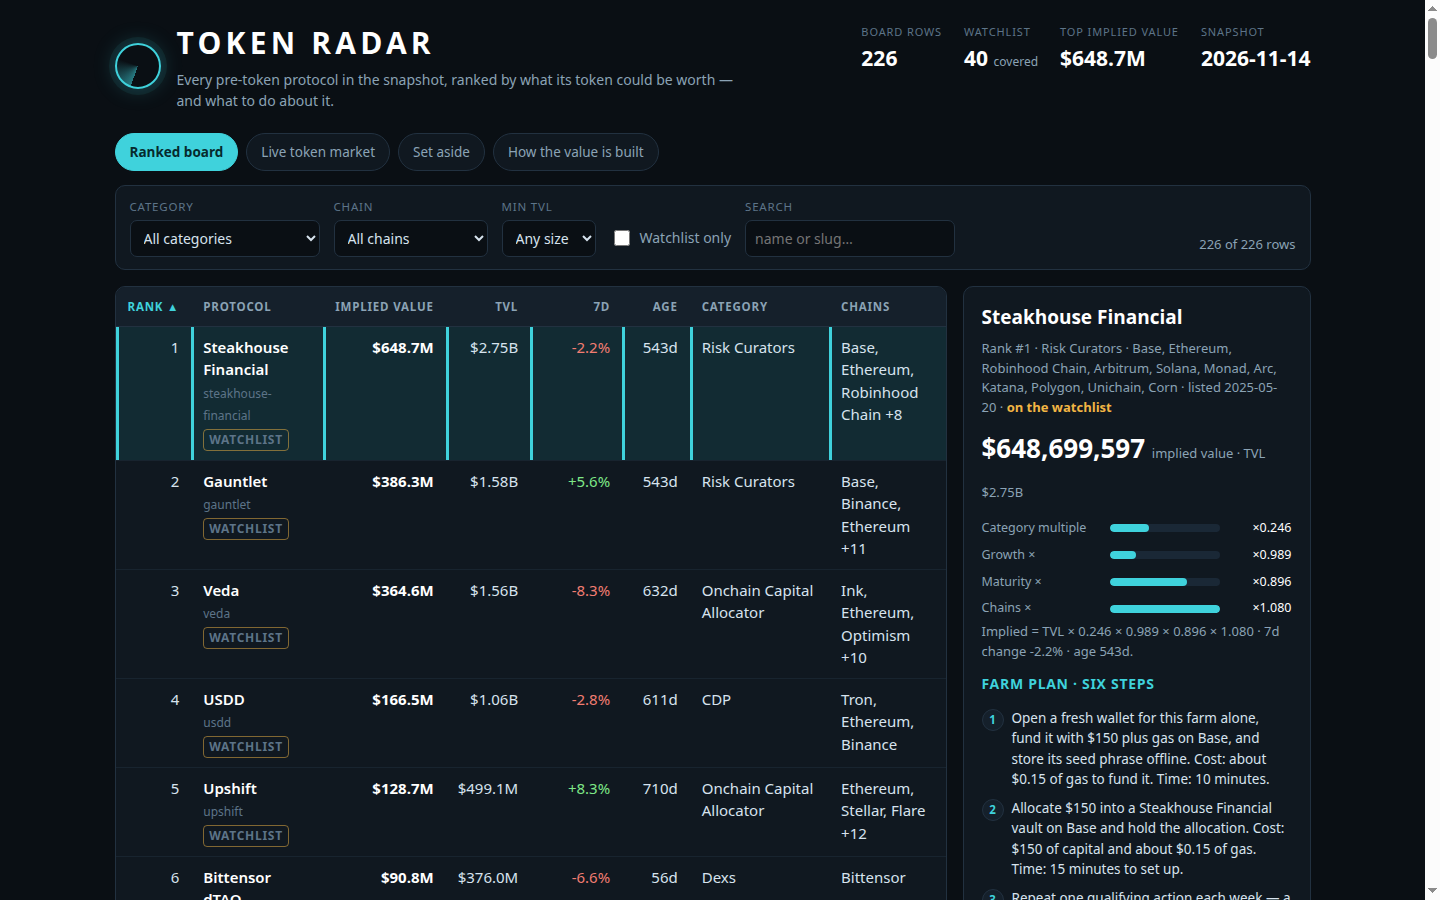 TOKEN RADAR
Every pre-token protocol in the snapshot, ranked by what its token could be worth —
and what to do about it.
BOARD ROWS
226
WATCHLIST
40 covered
TOP IMPLIED VALUE
$648.7M
SNAPSHOT
2026-11-14
Ranked board
Live token market
Set aside
How the value is built
CATEGORY
All categories
CHAIN
All chains
MIN TVL
Any size
Watchlist only
SEARCH
name or slug...
226 of 226 rows
RANK ▲ PROTOCOL IMPLIED VALUE TVL 7D AGE CATEGORY CHAINS
1 Steakhouse $648.7M $2.75B -2.2% 543d Risk Curators Base,
Financial Ethereum,
steakhouse- Robinhood
financial Chain +8
WATCHLIST
2 Gauntlet $386.3M $1.58B +5.6% 543d Risk Curators Base,
gauntlet Binance,
WATCHLIST Ethereum
+11
3 Veda $364.6M $1.56B -8.3% 632d Onchain Capital Ink,
veda Allocator Ethereum,
WATCHLIST Optimism
+10
4 USDD $166.5M $1.06B -2.8% 611d CDP Tron,
usdd Ethereum,
WATCHLIST Binance
5 Upshift $128.7M $499.1M +8.3% 710d Onchain Capital Ethereum,
upshift Allocator Stellar, Flare
WATCHLIST +12
6 Bittensor $90.8M $376.0M -6.6% 56d Dexs Bittensor
dTAO
Steakhouse Financial
Rank #1 · Risk Curators · Base, Ethereum,
Robinhood Chain, Arbitrum, Solana, Monad, Arc,
Katana, Polygon, Unichain, Corn · listed 2025-05-
20 · on the watchlist
$648,699,597 implied value · TVL
$2.75B
Category multiple ×0.246
Growth × ×0.989
Maturity × ×0.896
Chains × ×1.080
Implied = TVL × 0.246 × 0.989 × 0.896 × 1.080 · 7d
change -2.2% · age 543d.
FARM PLAN · SIX STEPS
1 Open a fresh wallet for this farm alone,
fund it with $150 plus gas on Base, and
store its seed phrase offline. Cost: about
$0.15 of gas to fund it. Time: 10 minutes.
2 Allocate $150 into a Steakhouse Financial
vault on Base and hold the allocation. Cost:
$150 of capital and about $0.15 of gas.
Time: 15 minutes to set up.
3 Repeat one qualifying action each week — a